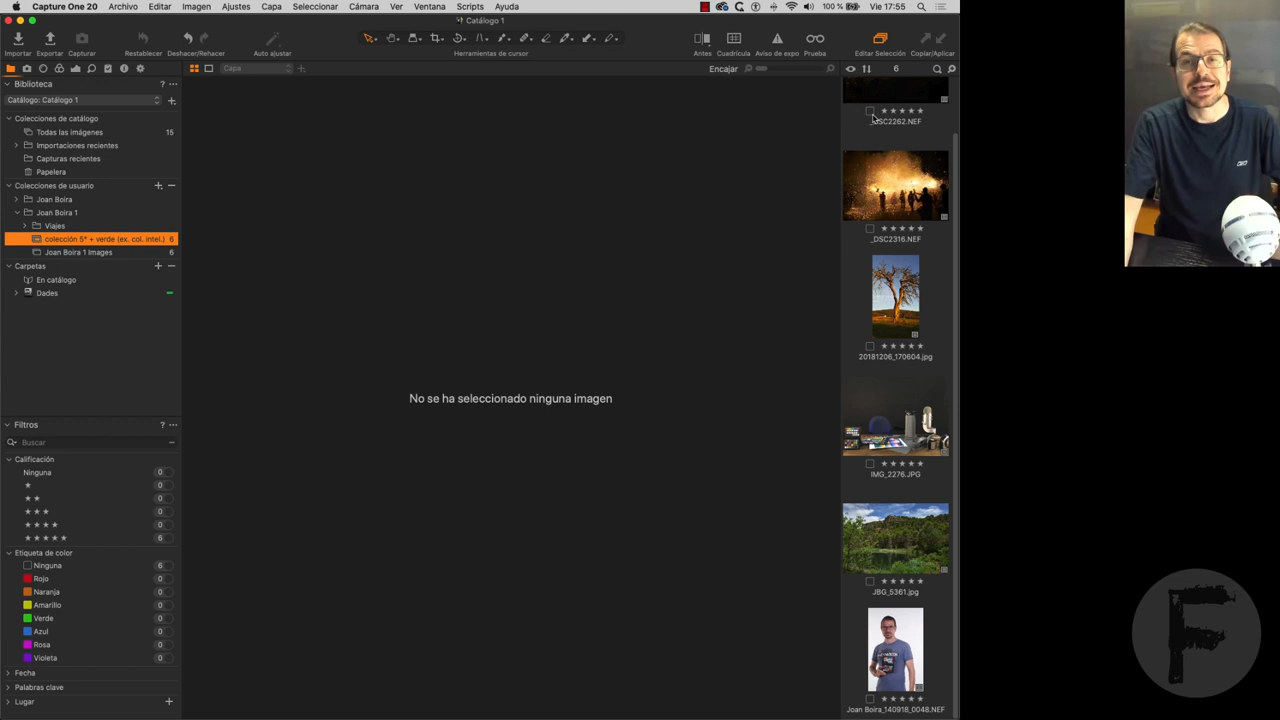 Capture One 20 Archivo Editar Imagen Ajustes Capa Seleccionar Cámara Ver Ventana Scripts Ayuda 100 % Vie 17:55
Catálogo 1
Importar Exportar Capturar Restablecer Deshacer/Rehacer Auto ajustar Herramientas de cursor Antes Cuadrícula Aviso de expo Prueba Editar Selección Copiar/Aplicar
Capa Encajar 6
Biblioteca ? ...
Catálogo: Catálogo 1
Colecciones de catálogo
Todas las imágenes 15
Importaciones recientes
Capturas recientes
Papelera
Colecciones de usuario
Joan Boira
Joan Boira 1
Viajes
colección 5* + verde (ex. col. intel.) 6
Joan Boira 1 Images 6
Carpetas
En catálogo
Dades
Filtros ? ...
Buscar
Calificación
Ninguna 0
★ 0
★ ★ 0
★ ★ ★ 0
★ ★ ★ ★ 0
★ ★ ★ ★ ★ 6
Etiqueta de color
Ninguna 6
Rojo 0
Naranja 0
Amarillo 0
Verde 0
Azul 0
Rosa 0
Violeta 0
Fecha
Palabras clave
Lugar
No se ha seleccionado ninguna imagen
★ ★ ★ ★ ★
_DSC2262.NEF
★ ★ ★ ★ ★
_DSC2316.NEF
★ ★ ★ ★ ★
20181206_170604.jpg
★ ★ ★ ★ ★
IMG_2276.JPG
★ ★ ★ ★ ★
JBG_5361.jpg
★ ★ ★ ★ ★
Joan Boira_140918_0048.NEF
F